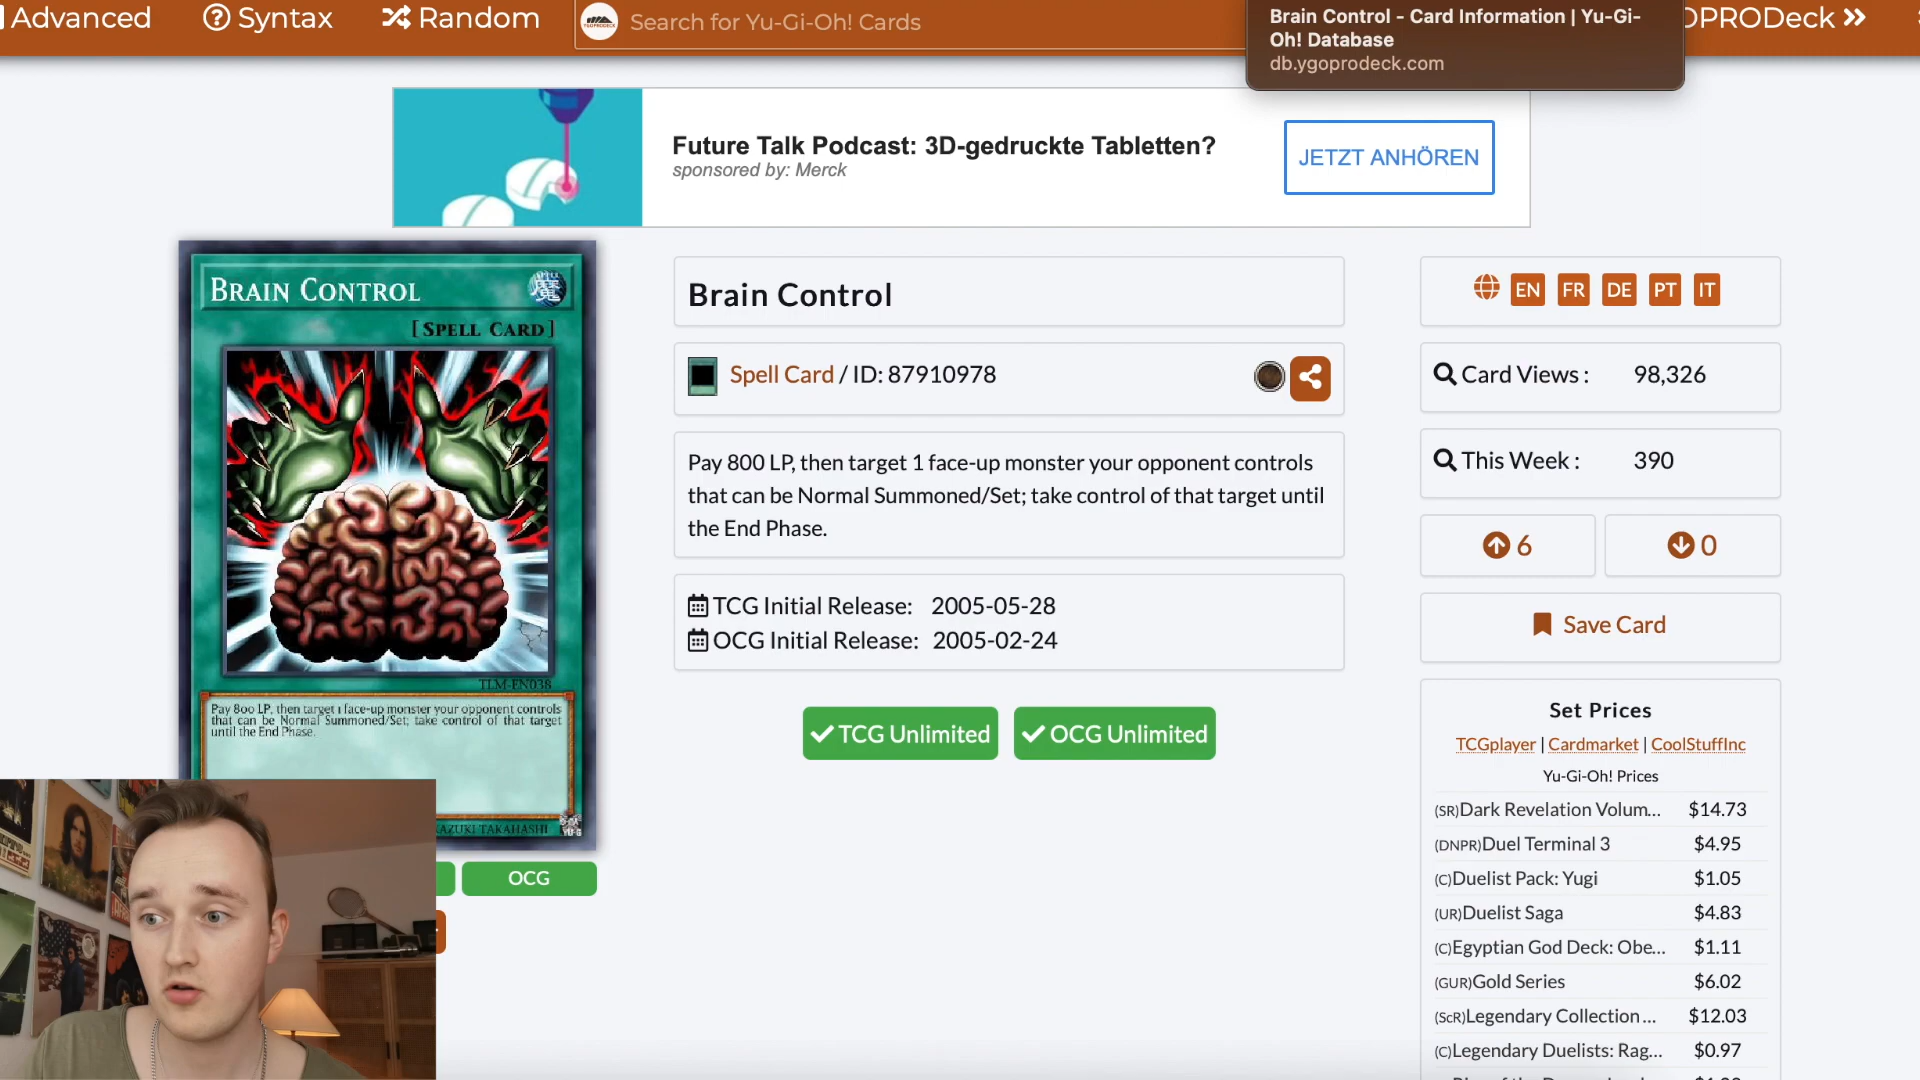 Advanced
Syntax
Random
Search for Yu-Gi-Oh! Cards
Brain Control - Card Information | Yu-Gi-
Oh! Database
db.ygoprodeck.com
OPRODeck
Future Talk Podcast: 3D-gedruckte Tabletten?
sponsored by: Merck
JETZT ANHÖREN
BRAIN CONTROL
[SPELL CARD]
TLM-EN038
Pay 800 LP, then target 1 face-up monster your opponent controls
that can be Normal Summoned/Set; take control of that target
until the End Phase.
KAZUKI TAKAHASHI
OCG
Brain Control
Spell Card / ID: 87910978
Pay 800 LP, then target 1 face-up monster your opponent controls
that can be Normal Summoned/Set; take control of that target until
the End Phase.
TCG Initial Release: 2005-05-28
OCG Initial Release: 2005-02-24
TCG Unlimited
OCG Unlimited
EN FR DE PT IT
Card Views : 98,326
This Week : 390
6
0
Save Card
Set Prices
TCGplayer | Cardmarket | CoolStuffInc
Yu-Gi-Oh! Prices
(SR)Dark Revelation Volum... $14.73
(DNPR)Duel Terminal 3 $4.95
(C)Duelist Pack: Yugi $1.05
(UR)Duelist Saga $4.83
(C)Egyptian God Deck: Obe... $1.11
(GUR)Gold Series $6.02
(ScR)Legendary Collection ... $12.03
(C)Legendary Duelists: Rag... $0.97